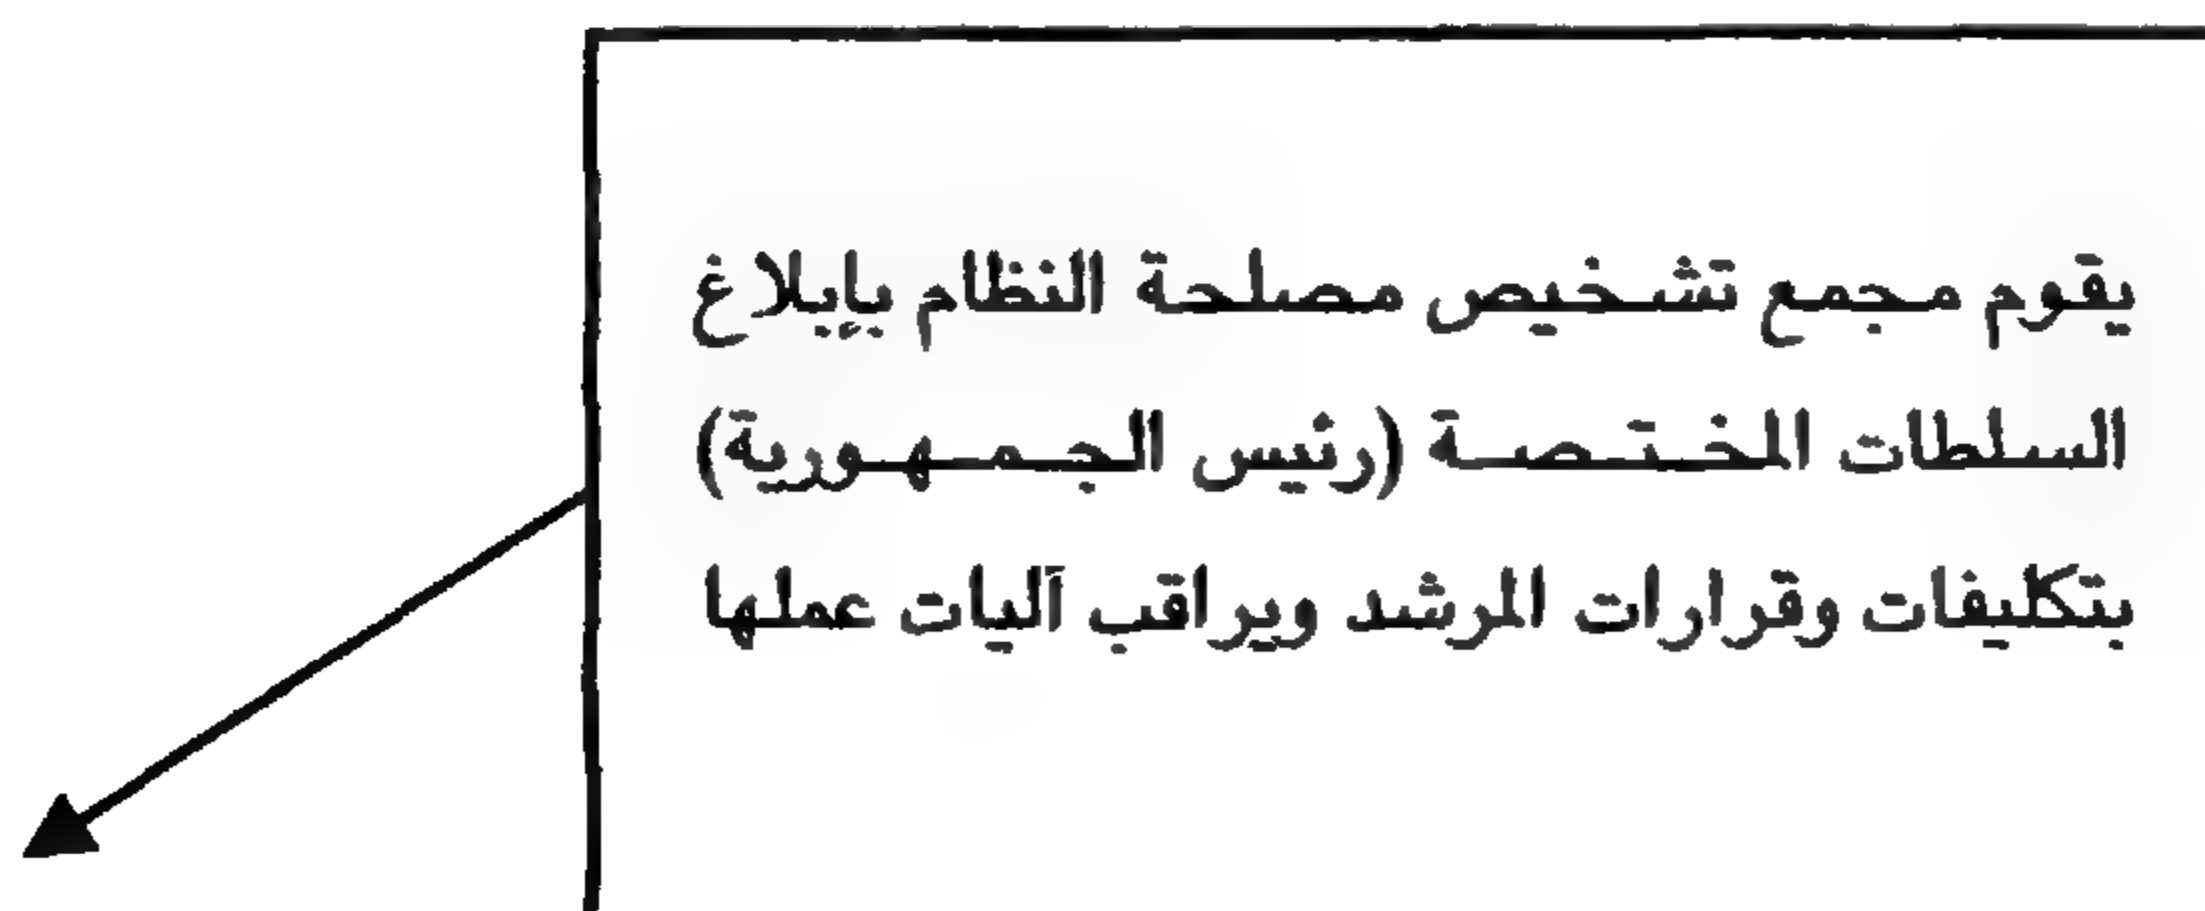 يقوم مجمع تشخيص مصلحة النظام بإبلاغ
السلطات المختصة (رئيس الجمهورية)
بتكليفات وقرارات المرشد ويراقب آليات عملها